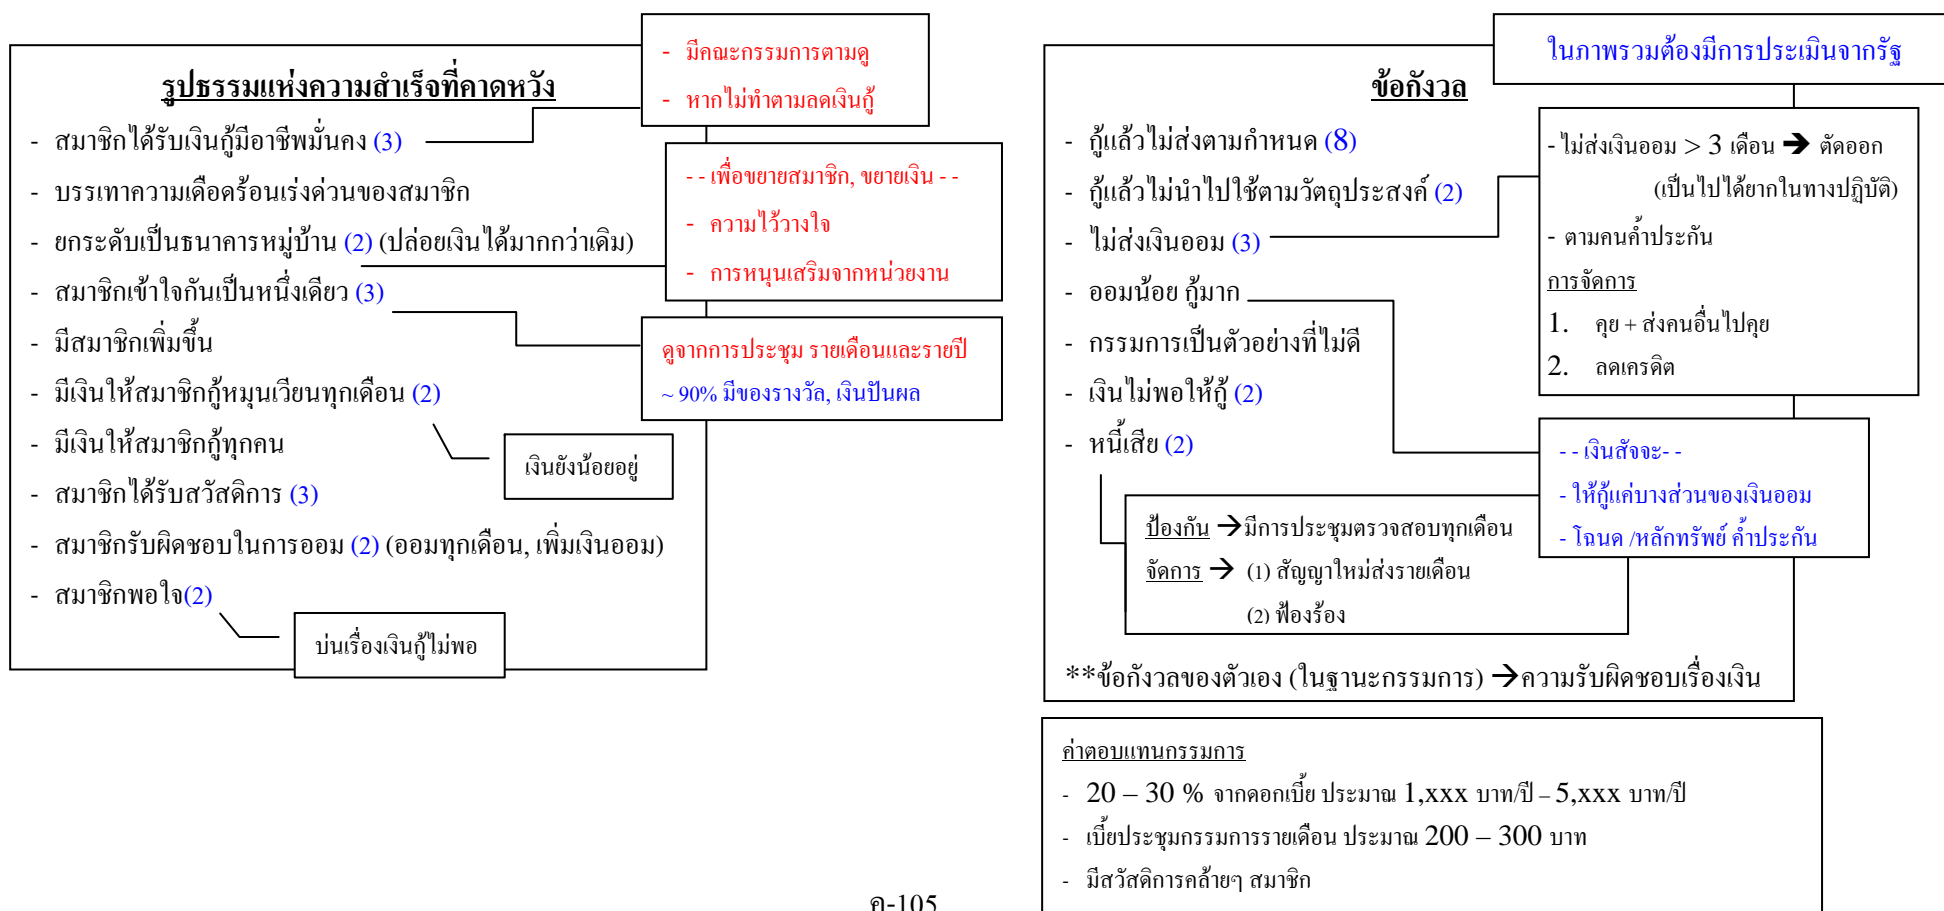 รูปธรรมแห่งความสำเร็จที่คาดหวัง
- สมาชิกได้รับเงินกู้มีอาชีพมั่นคง (3)
- บรรเทาความเดือดร้อนเร่งด่วนของสมาชิก
- ยกระดับเป็นธนาคารหมู่บ้าน (2) (ปล่อยเงินได้มากกว่าเดิม)
- สมาชิกเข้าใจกันเป็นหนึ่งเดียว (3)
- มีสมาชิกเพิ่มขึ้น
- มีเงินให้สมาชิกกู้หมุนเวียนทุกเดือน (2)
- มีเงินให้สมาชิกกู้ทุกคน
- สมาชิกได้รับสวัสดิการ (3)
- สมาชิกรับผิดชอบในการออม (2) (ออมทุกเดือน, เพิ่มเงินออม)
- สมาชิกพอใจ(2)
- มีคณะกรรมการตามดู
- หากไม่ทำตามลดเงินกู้
- - เพื่อขยายสมาชิก, ขยายเงิน - -
- ความไว้วางใจ
- การหนุนเสริมจากหน่วยงาน
ดูจากการประชุม รายเดือนและรายปี
~ 90% มีของรางวัล, เงินปันผล
เงินยังน้อยอยู่
บ่นเรื่องเงินกู้ไม่พอ
ในภาพรวมต้องมีการประเมินจากรัฐ
ข้อกังวล
- กู้แล้วไม่ส่งตามกำหนด (8)
- กู้แล้วไม่นำไปใช้ตามวัตถุประสงค์ (2)
- ไม่ส่งเงินออม (3)
- ออมน้อย กู้มาก
- กรรมการเป็นตัวอย่างที่ไม่ดี
- เงินไม่พอให้กู้ (2)
- หนี้เสีย (2)
- ไม่ส่งเงินออม > 3 เดือน ➔ ตัดออก
(เป็นไปได้ยากในทางปฏิบัติ)
- ตามคนค้ำประกัน
การจัดการ
1. คุย + ส่งคนอื่นไปคุย
2. ลดเครดิต
- - เงินสัจจะ- -
- ให้กู้แค่บางส่วนของเงินออม
- โฉนด /หลักทรัพย์ ค้ำประกัน
ป้องกัน → มีการประชุมตรวจสอบทุกเดือน
จัดการ → (1) สัญญาใหม่ส่งรายเดือน
(2) ฟ้องร้อง
**ข้อกังวลของตัวเอง (ในฐานะกรรมการ) →ความรับผิดชอบเรื่องเงิน
ค่าตอบแทนกรรมการ
- 20 – 30 % จากดอกเบี้ย ประมาณ 1,xxx บาท/ปี – 5,xxx บาท/ปี
- เบี้ยประชุมกรรมการรายเดือน ประมาณ 200 – 300 บาท
- มีสวัสดิการคล้ายๆ สมาชิก
ค-105